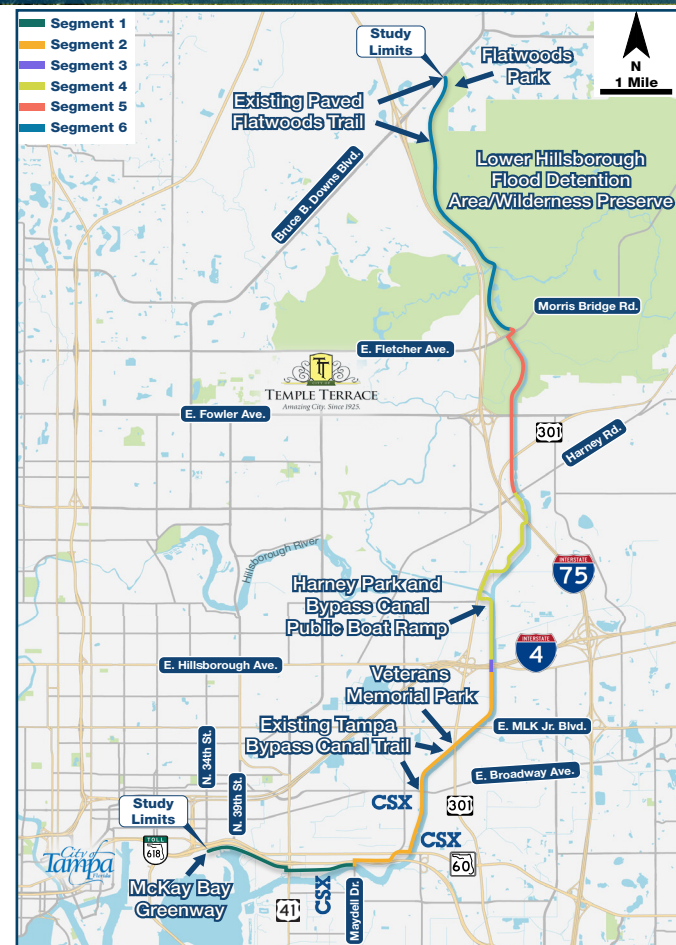 Segment 1
Segment 2
Segment 3
Segment 4
Segment 5
Segment 6
Study
Limits
Flatwoods
Park
N
1 Mile
Existing Paved
Flatwoods Trail
Bruce B. Downs Blvd.
Lower Hillsborough
Flood Detention
Area/Wilderness Preserve
Morris Bridge Rd.
E. Fletcher Ave.
TT
TEMPLE TERRACE
Amazing City. Since 1925.
E. Fowler Ave.
301
Harney Rd.
Hillsborough River
INTERSTATE
75
Harney Park and
Bypass Canal
Public Boat Ramp
INTERSTATE
4
E. Hillsborough Ave.
Veterans
Memorial Park
Existing Tampa
Bypass Canal Trail
E. MLK Jr. Blvd.
N. 34th St.
N. 39th St.
E. Broadway Ave.
CSX
301
Study
Limits
TOLL
618
CSX
60
City of
Tampa
Florida
McKay Bay
Greenway
41
CSX
Maydell Dr.